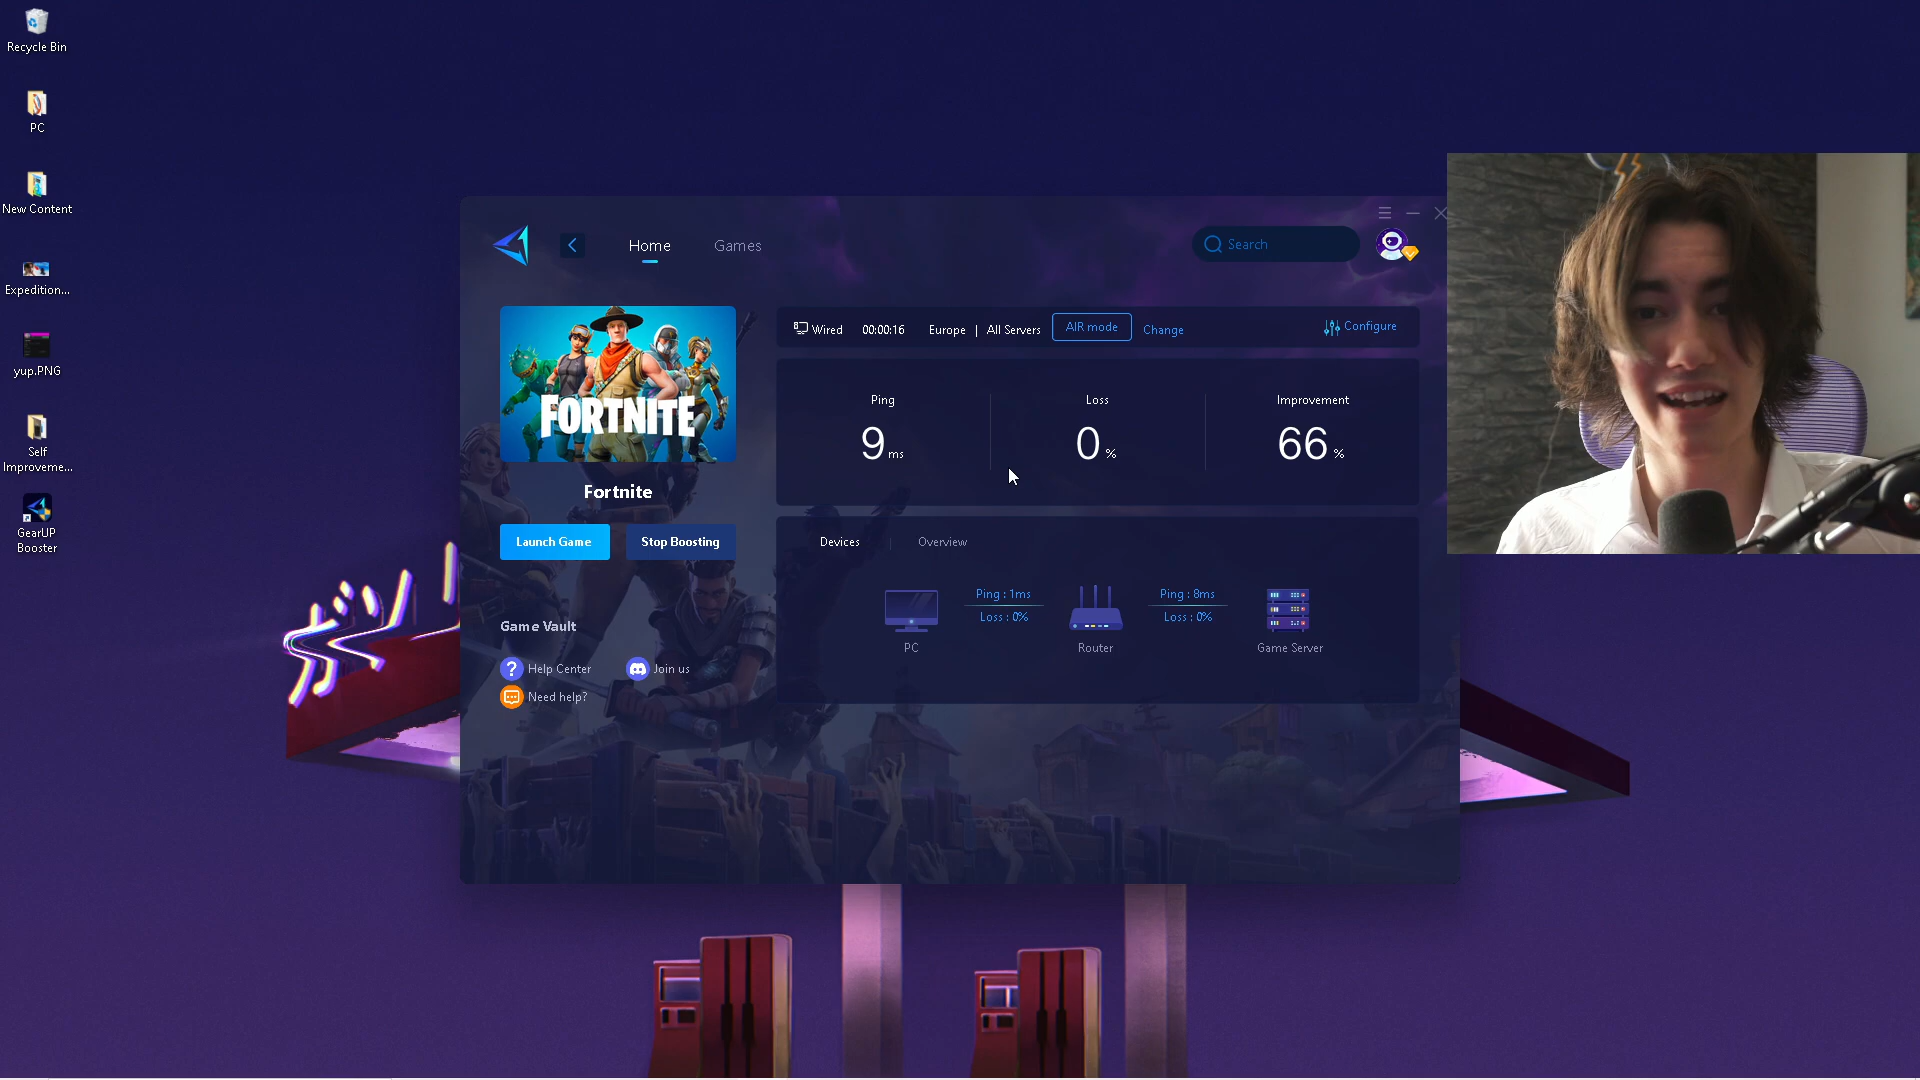 Recycle Bin
PC
New Content
Expedition...
yup.PNG
Self
Improveme...
GearUP
Booster
Home
Games
Search
Wired
00:00:16
Europe | All Servers
AIR mode
Change
Configure
FORTNITE
Fortnite
Launch Game
Stop Boosting
Ping
9 ms
Loss
0 %
Improvement
66 %
Devices
Overview
Ping : 1ms
Loss : 0%
Ping : 8ms
Loss : 0%
PC
Router
Game Server
Game Vault
? Help Center
Join us
Need help?
ガソリ